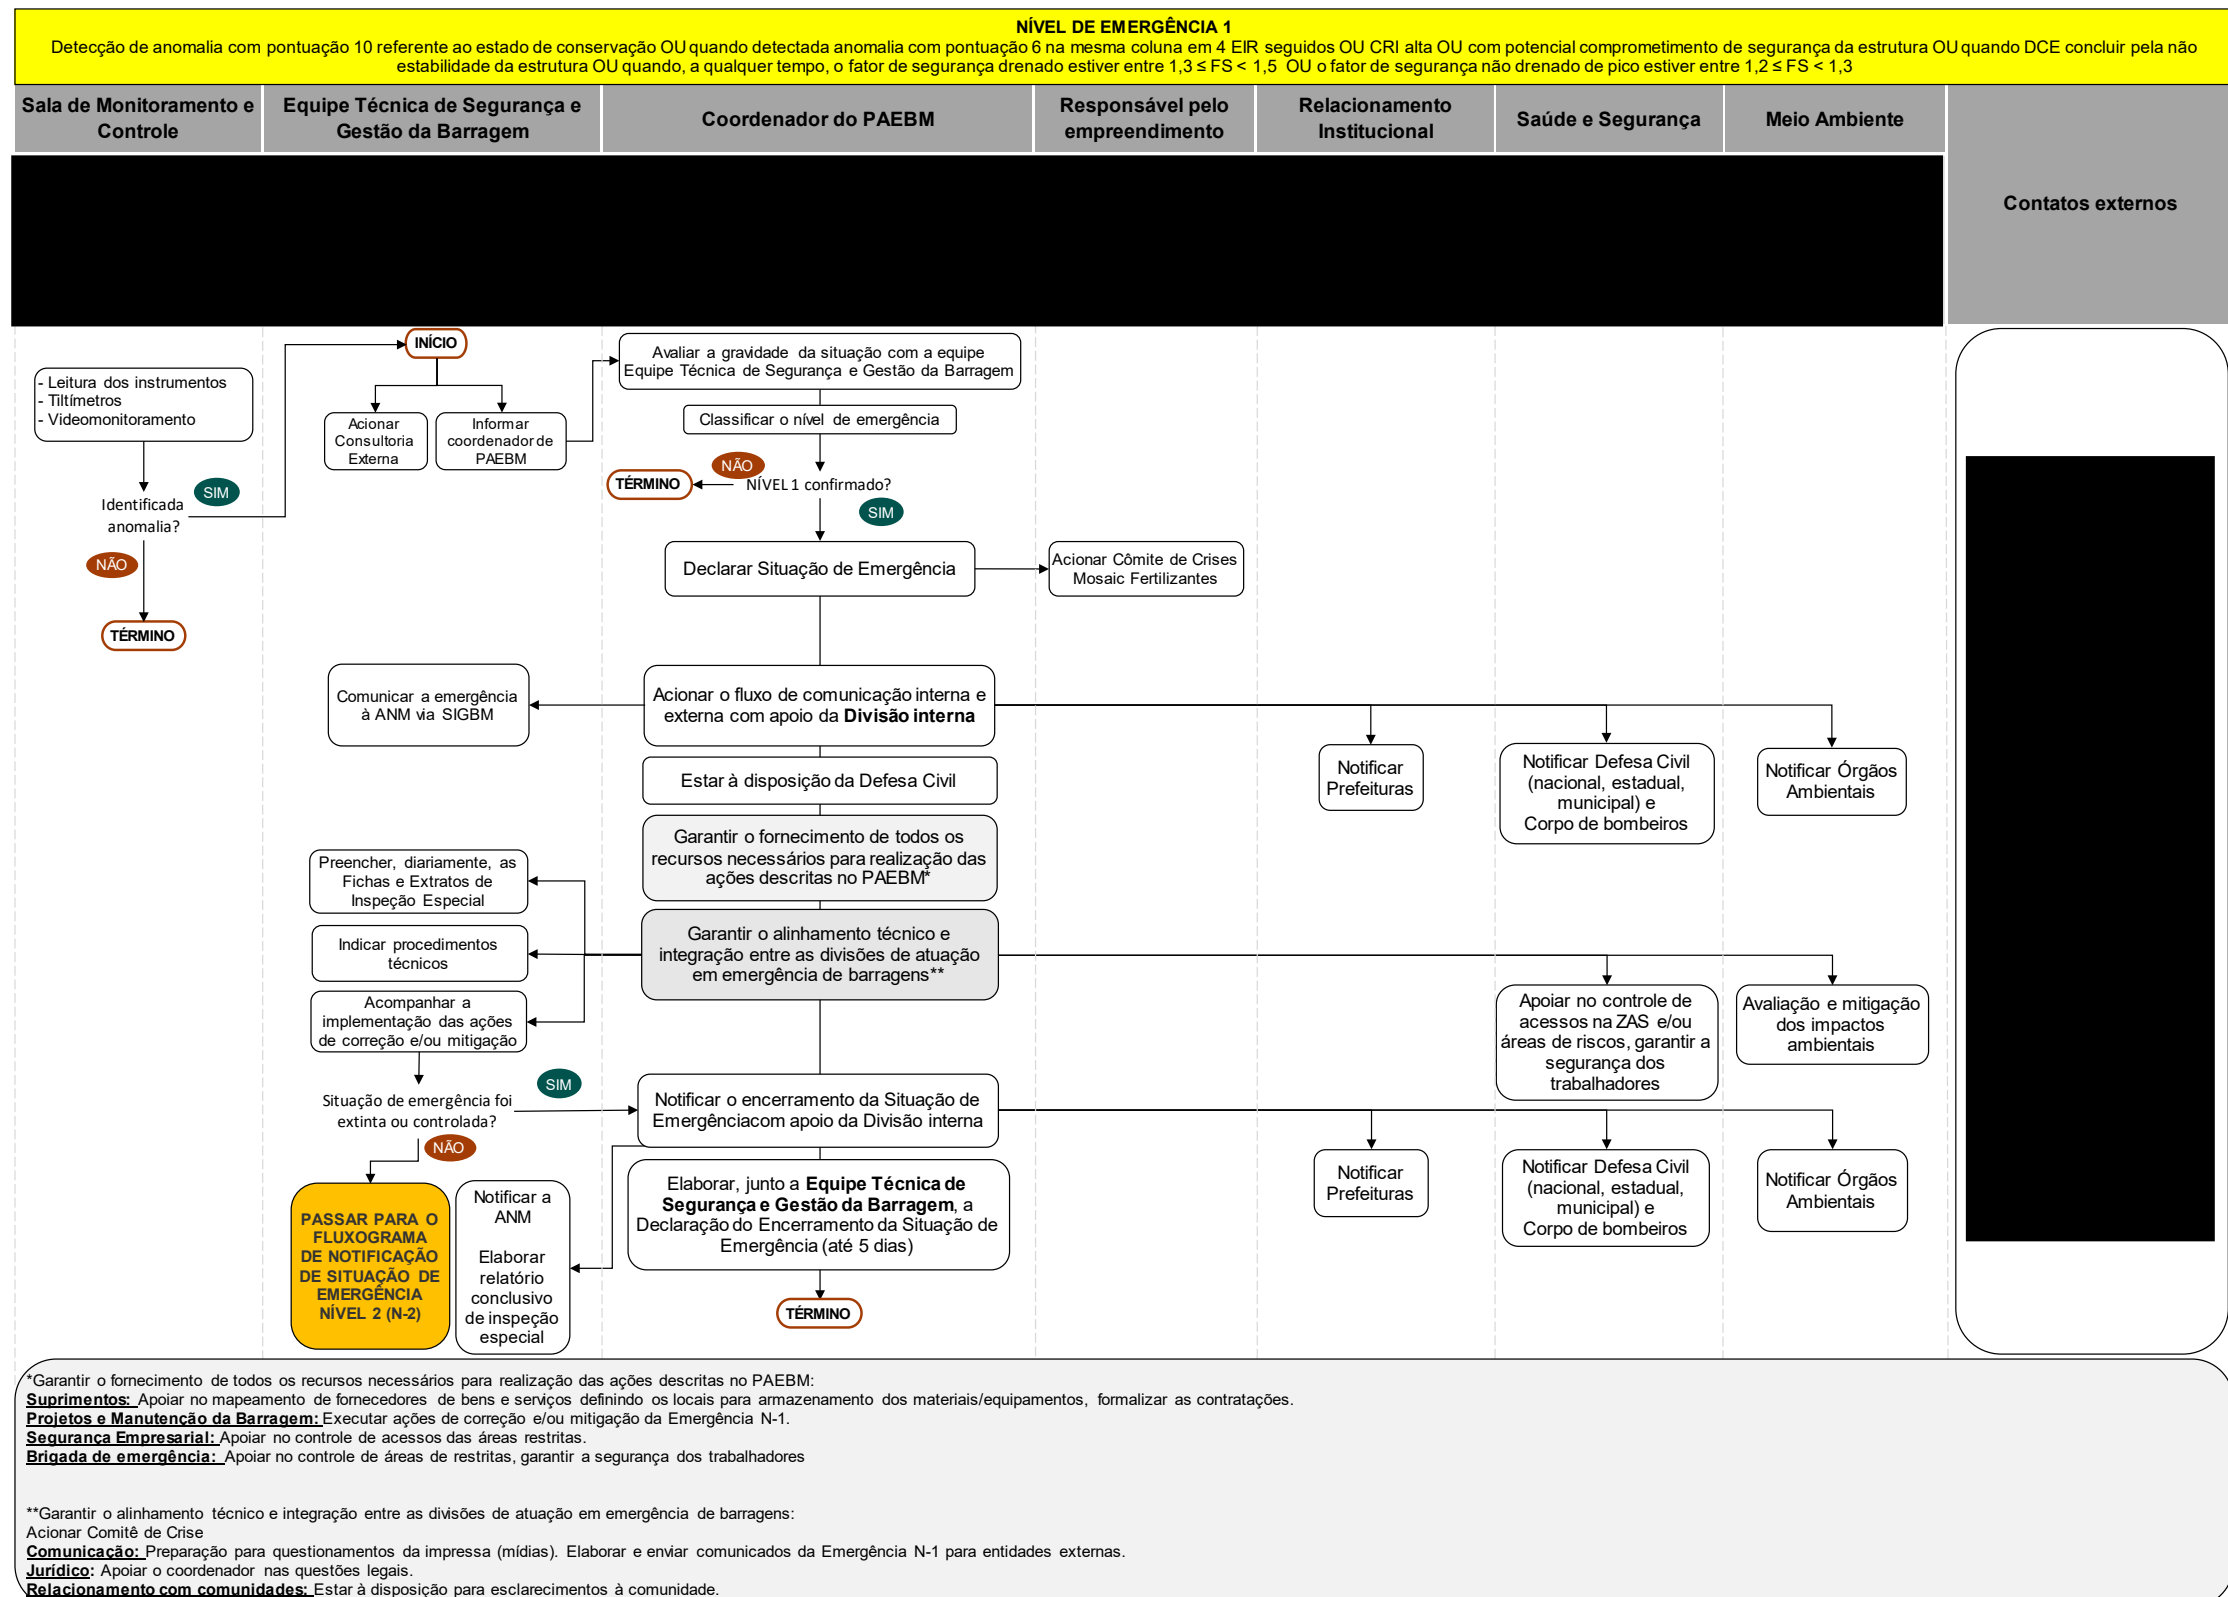 NÍVEL DE EMERGÊNCIA 1
Detecção de anomalia com pontuação 10 referente ao estado de conservação OU quando detectada anomalia com pontuação 6 na mesma coluna em 4 EIR seguidos OU CRI alta OU com potencial comprometimento de segurança da estrutura OU quando DCE concluir pela não
estabilidade da estrutura OU quando, a qualquer tempo, o fator de segurança drenado estiver entre 1,3 ≤ FS < 1,5 OU o fator de segurança não drenado de pico estiver entre 1,2 ≤ FS < 1,3
Sala de Monitoramento e
Controle
Equipe Técnica de Segurança e
Gestão da Barragem
Coordenador do PAEBM
Responsável pelo
empreendimento
Relacionamento
Institucional
Saúde e Segurança
Meio Ambiente
Contatos externos
- Leitura dos instrumentos
- Tiltímetros
- Videomonitoramento
Identificada
anomalia?
SIM
NÃO
TÉRMINO
INÍCIO
Acionar
Consultoria
Externa
Informar
coordenador de
PAEBM
Avaliar a gravidade da situação com a equipe
Equipe Técnica de Segurança e Gestão da Barragem
Classificar o nível de emergência
NÃO
TÉRMINO
NÍVEL 1 confirmado?
SIM
Declarar Situação de Emergência
Acionar Cômite de Crises
Mosaic Fertilizantes
Comunicar a emergência
à ANM via SIGBM
Acionar o fluxo de comunicação interna e
externa com apoio da Divisão interna
Notificar
Prefeituras
Notificar Defesa Civil
(nacional, estadual,
municipal) e
Corpo de bombeiros
Notificar Órgãos
Ambientais
Estar à disposição da Defesa Civil
Garantir o fornecimento de todos os
recursos necessários para realização das
ações descritas no PAEBM*
Preencher, diariamente, as
Fichas e Extratos de
Inspeção Especial
Indicar procedimentos
técnicos
Acompanhar a
implementação das ações
de correção e/ou mitigação
Garantir o alinhamento técnico e
integração entre as divisões de atuação
em emergência de barragens**
Apoiar no controle de
acessos na ZAS e/ou
áreas de riscos, garantir a
segurança dos
trabalhadores
Avaliação e mitigação
dos impactos
ambientais
Situação de emergência foi
extinta ou controlada?
SIM
NÃO
Notificar o encerramento da Situação de
Emergênciacom apoio da Divisão interna
Notificar
Prefeituras
Notificar Defesa Civil
(nacional, estadual,
municipal) e
Corpo de bombeiros
Notificar Órgãos
Ambientais
PASSAR PARA O
FLUXOGRAMA
DE NOTIFICAÇÃO
DE SITUAÇÃO DE
EMERGÊNCIA
NÍVEL 2 (N-2)
Notificar a
ANM
Elaborar
relatório
conclusivo
de inspeção
especial
Elaborar, junto a Equipe Técnica de
Segurança e Gestão da Barragem, a
Declaração do Encerramento da Situação de
Emergência (até 5 dias)
TÉRMINO
*Garantir o fornecimento de todos os recursos necessários para realização das ações descritas no PAEBM:
Suprimentos: Apoiar no mapeamento de fornecedores de bens e serviços definindo os locais para armazenamento dos materiais/equipamentos, formalizar as contratações.
Projetos e Manutenção da Barragem: Executar ações de correção e/ou mitigação da Emergência N-1.
Segurança Empresarial: Apoiar no controle de acessos das áreas restritas.
Brigada de emergência: Apoiar no controle de áreas de restritas, garantir a segurança dos trabalhadores
**Garantir o alinhamento técnico e integração entre as divisões de atuação em emergência de barragens:
Acionar Comitê de Crise
Comunicação: Preparação para questionamentos da impressa (mídias). Elaborar e enviar comunicados da Emergência N-1 para entidades externas.
Jurídico: Apoiar o coordenador nas questões legais.
Relacionamento com comunidades: Estar à disposição para esclarecimentos à comunidade.